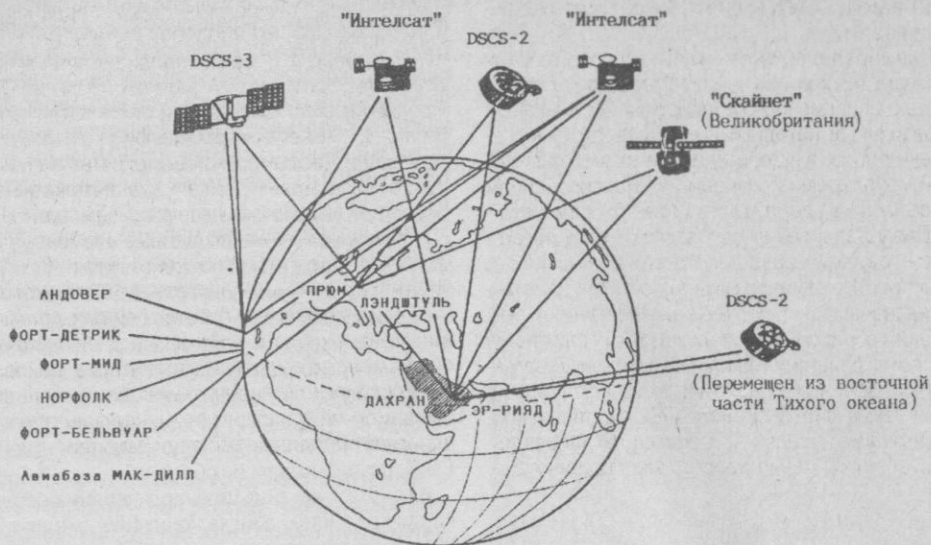 "Интелсат"
"Интелсат"
DSCS-3
DSCS-2
"Скайнет"
(Великобритания)
ПРЮМ
ЛЭНДШТУЛЬ
АНДОВЕР
DSCS-2
ФОРТ-ДЕТРИК
ФОРТ-МИД
(Перемещен из восточной
части Тихого океана)
НОРФОЛК
ДАХРАН
ЭР-РИЯД
ФОРТ-БЕЛЬВУАР
Авиабаза МАК-ДИЛЛ